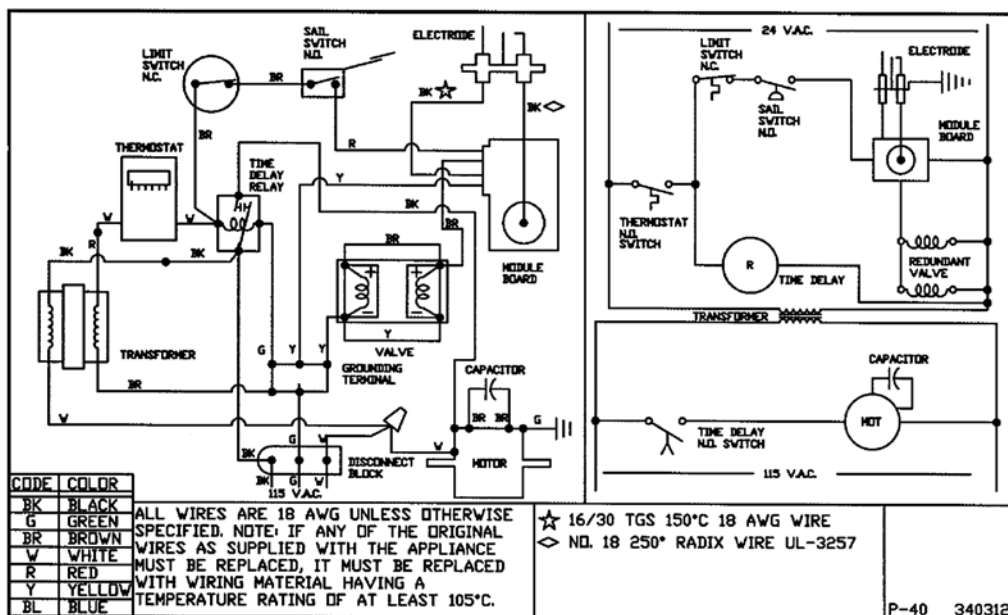 LIMIT
SWITCH
N.C.
SAIL
SWITCH
N.O.
ELECTRODE
BR
BK ☆
BK ◇
BR
R
THERMOSTAT
TIME
DELAY
RELAY
Y
W
W
BK
BR
R
BK
BK
BR
MODULE
BOARD
TRANSFORMER
G
Y
Y
Y
VALVE
BR
GROUNDING
TERMINAL
CAPACITOR
BR
BR
G
W
G
W
W
BK
DISCONNECT
BLOCK
MOTOR
BK
G
W
115 V.A.C.
24 V.A.C.
LIMIT
SWITCH
N.C.
ELECTRODE
SAIL
SWITCH
N.O.
MODULE
BOARD
THERMOSTAT
N.O.
SWITCH
R
TIME DELAY
REDUNDANT
VALVE
TRANSFORMER
CAPACITOR
MOT
TIME DELAY
N.O. SWITCH
115 V.A.C.
CODE COLOR
BK BLACK
G GREEN
BR BROWN
W WHITE
R RED
Y YELLOW
BL BLUE
ALL WIRES ARE 18 AWG UNLESS OTHERWISE
SPECIFIED. NOTE: IF ANY OF THE ORIGINAL
WIRES AS SUPPLIED WITH THE APPLIANCE
MUST BE REPLACED, IT MUST BE REPLACED
WITH WIRING MATERIAL HAVING A
TEMPERATURE RATING OF AT LEAST 105°C.
☆ 16/30 TGS 150°C 18 AWG WIRE
◇ NO. 18 250° RADIX WIRE UL-3257
P-40 340312